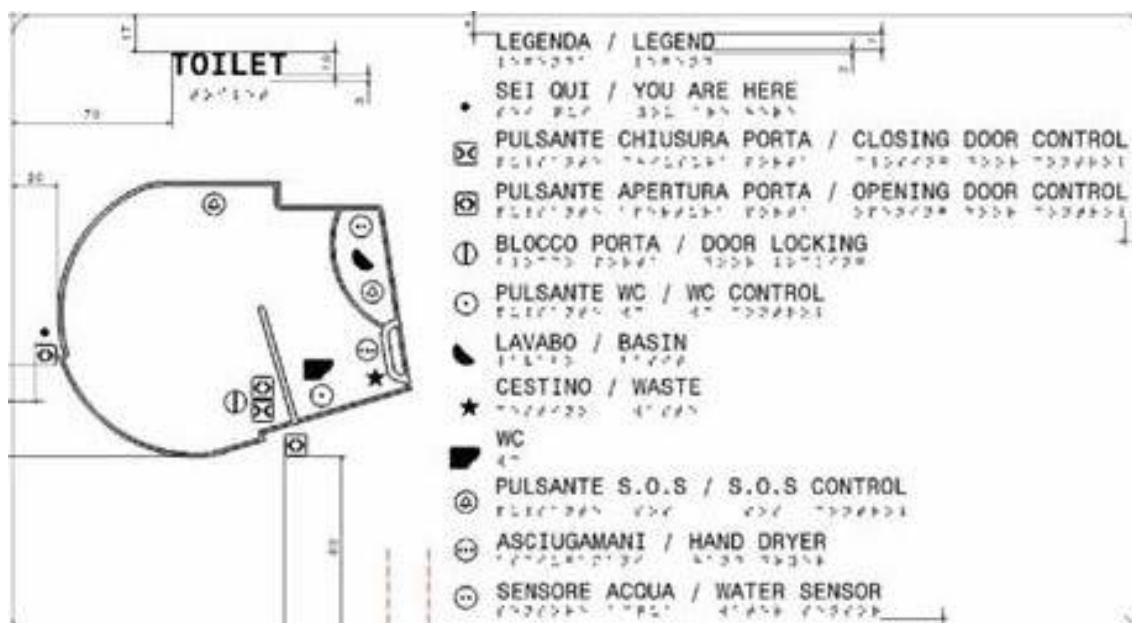 TOILET
LEGENDA / LEGEND
SEI QUI / YOU ARE HERE
PULSANTE CHIUSURA PORTA / CLOSING DOOR CONTROL
PULSANTE APERTURA PORTA / OPENING DOOR CONTROL
BLOCCO PORTA / DOOR LOCKING
PULSANTE WC / WC CONTROL
LAVABO / BASIN
CESTINO / WASTE
WC
PULSANTE S.O.S / S.O.S CONTROL
ASCIUGAMANI / HAND DRYER
SENSORE ACQUA / WATER SENSOR
17
70